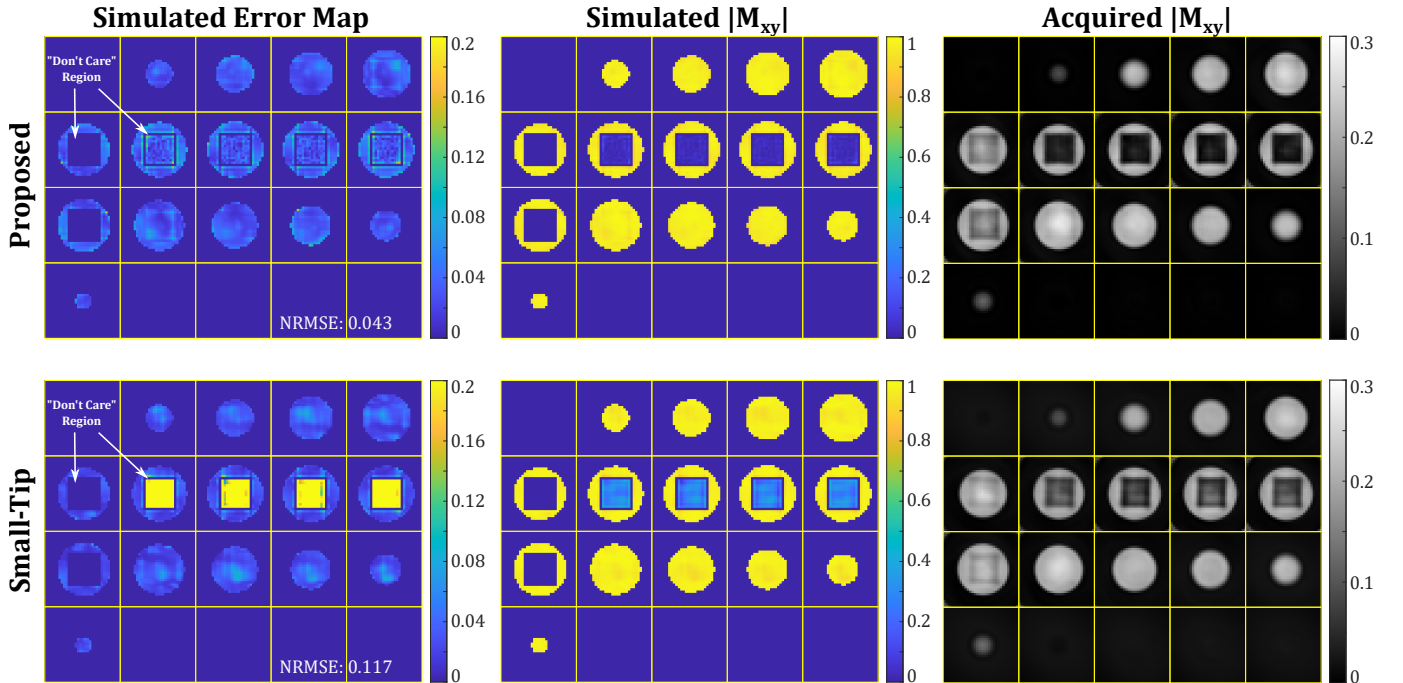 Simulated Error Map
Simulated |Mxy|
Acquired |Mxy|
Proposed
"Don't Care"
Region
NRMSE: 0.043
0.2
0.16
0.12
0.08
0.04
0
1
0.8
0.6
0.4
0.2
0
0.3
0.2
0.1
0
Small-Tip
"Don't Care"
Region
NRMSE: 0.117
0.2
0.16
0.12
0.08
0.04
0
1
0.8
0.6
0.4
0.2
0
0.3
0.2
0.1
0